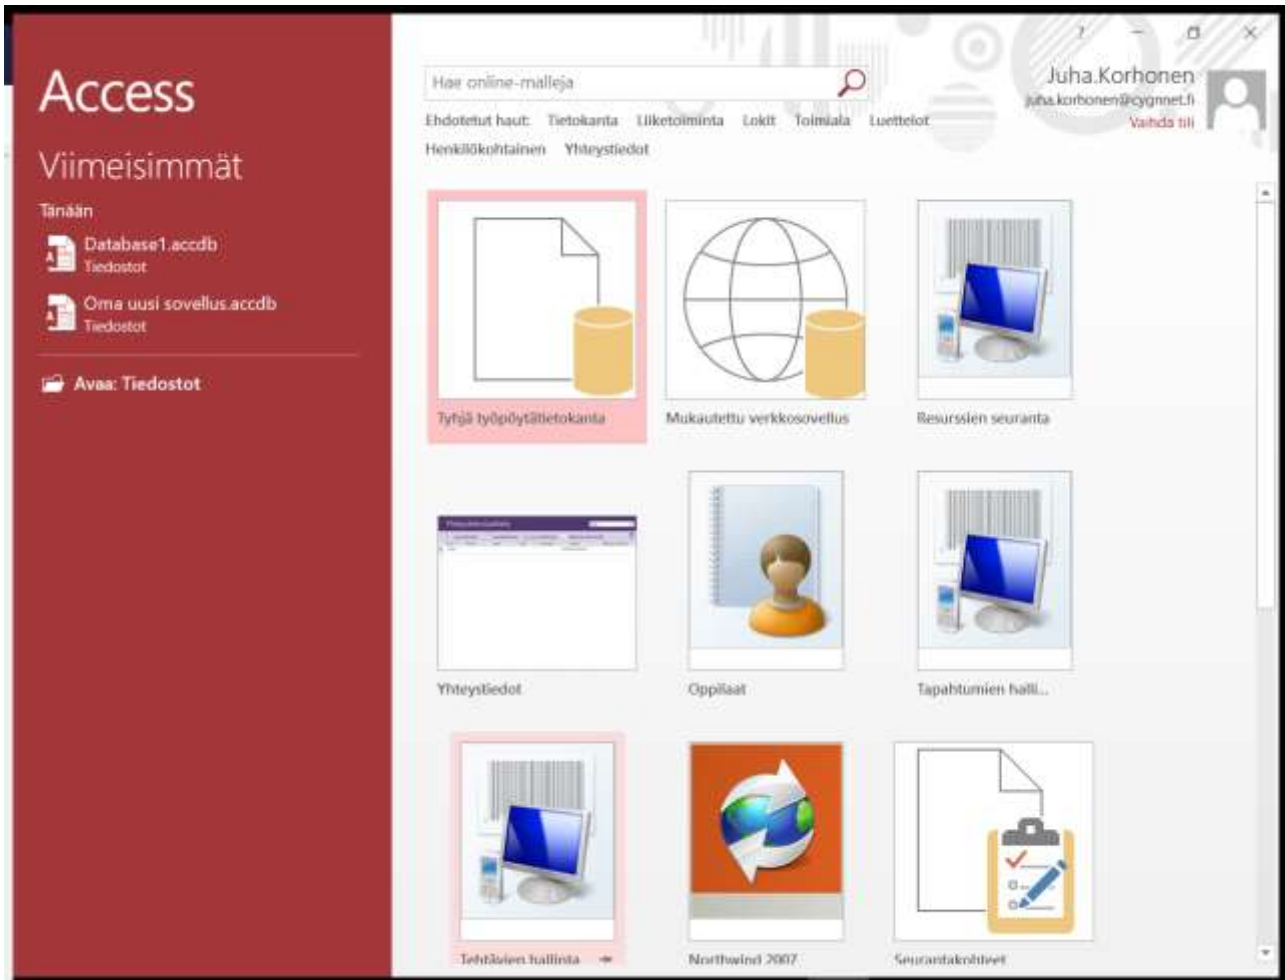 Access
Viimeisimmät
Tänään
Database1.accdb
Tiedostot
Oma uusi sovellus.accdb
Tiedostot
Avaa: Tiedostot
?
Hae online-malleja
Juha.Korhonen
juha.korhonen@cygnnet.fi
Vaihda tili
Ehdotetut haut: Tietokanta Liiketoiminta Lokit Toimiala Luettelot
Henkilökohtainen Yhteystiedot
Tyhjä työpöytätietokanta
Mukautettu verkkosovellus
Resurssien seuranta
Yhteystiedot
Oppilaat
Tapahtumien halli...
Tehtävien hallinta
Northwind 2007
Seurantakohteet